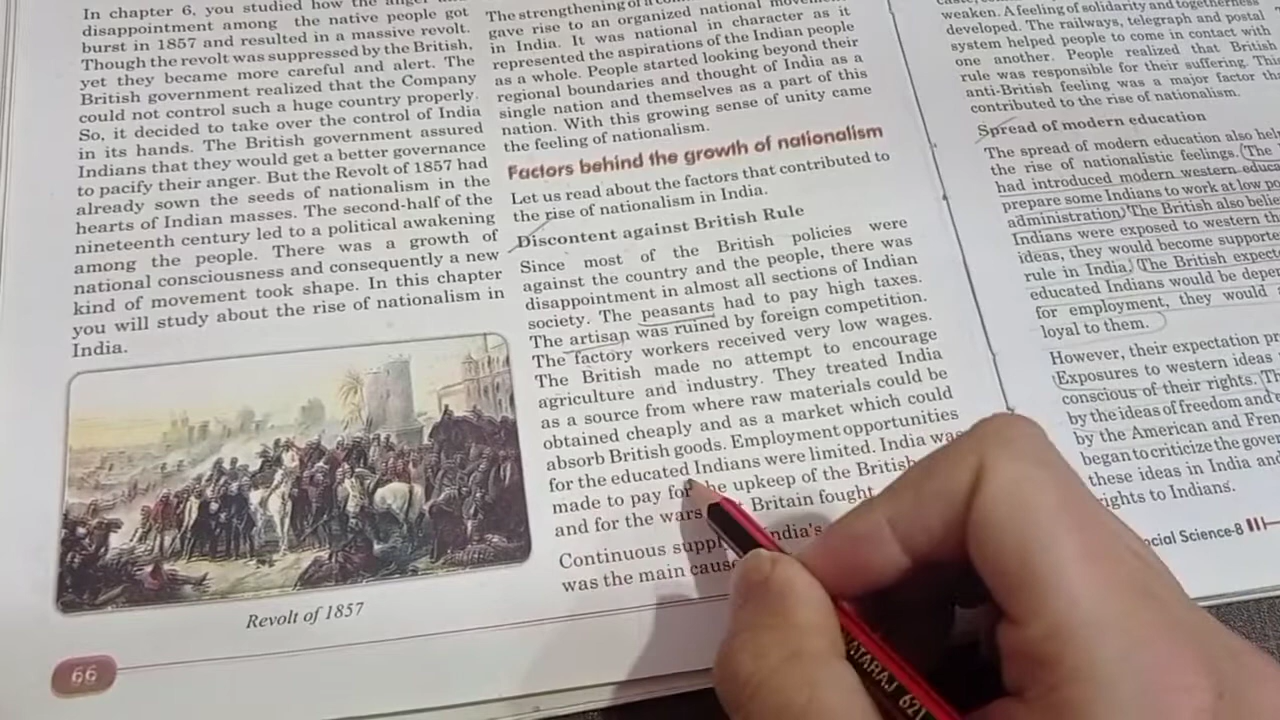 In chapter 6, you studied how the anger and
disappointment among the native people got
burst in 1857 and resulted in a massive revolt.
Though the revolt was suppressed by the British,
yet they became more careful and alert. The
British government realized that the Company
could not control such a huge country properly.
So, it decided to take over the control of India
in its hands. The British government assured
Indians that they would get a better governance
to pacify their anger. But the Revolt of 1857 had
already sown the seeds of nationalism in the
hearts of Indian masses. The second-half of the
nineteenth century led to a political awakening
among the people. There was a growth of
national consciousness and consequently a new
kind of movement took shape. In this chapter
you will study about the rise of nationalism in
India.
Revolt of 1857
66
The strengthening of a
gave rise to an organized national movement
in India. It was national in character as it
represented the aspirations of the Indian people
as a whole. People started looking beyond their
regional boundaries and thought of India as a
single nation and themselves as a part of this
nation. With this growing sense of unity came
the feeling of nationalism.
Factors behind the growth of nationalism
Let us read about the factors that contributed to
the rise of nationalism in India.
Discontent against British Rule
Since most of the British policies were
against the country and the people, there was
disappointment in almost all sections of Indian
society. The peasants had to pay high taxes.
The artisan was ruined by foreign competition.
The factory workers received very low wages.
The British made no attempt to encourage
agriculture and industry. They treated India
as a source from where raw materials could be
obtained cheaply and as a market which could
absorb British goods. Employment opportunities
for the educated Indians were limited. India was
made to pay for the upkeep of the British
and for the wars Britain fought
Continuous India's
was the main cause
weaken. A feeling of solidarity and togetherness
developed. The railways, telegraph and postal
system helped people to come in contact with
one another. People realized that British
rule was responsible for their suffering. This
anti-British feeling was a major factor
contributed to the rise of nationalism.
Spread of modern education
The spread of modern education also
the rise of nationalistic feelings. (The
had introduced modern western
prepare some Indians to work at low
administration) The British also
Indians were exposed to western
ideas, they would become
rule in India. (The British
educated Indians would be
for employment, they would
loyal to them.
However, their expectation
Exposures to western ideas
conscious of their rights.
by the ideas of freedom and
by the American and
began to criticize the
these ideas in India and
rights to Indians.
Science-8
NATARAJ 621